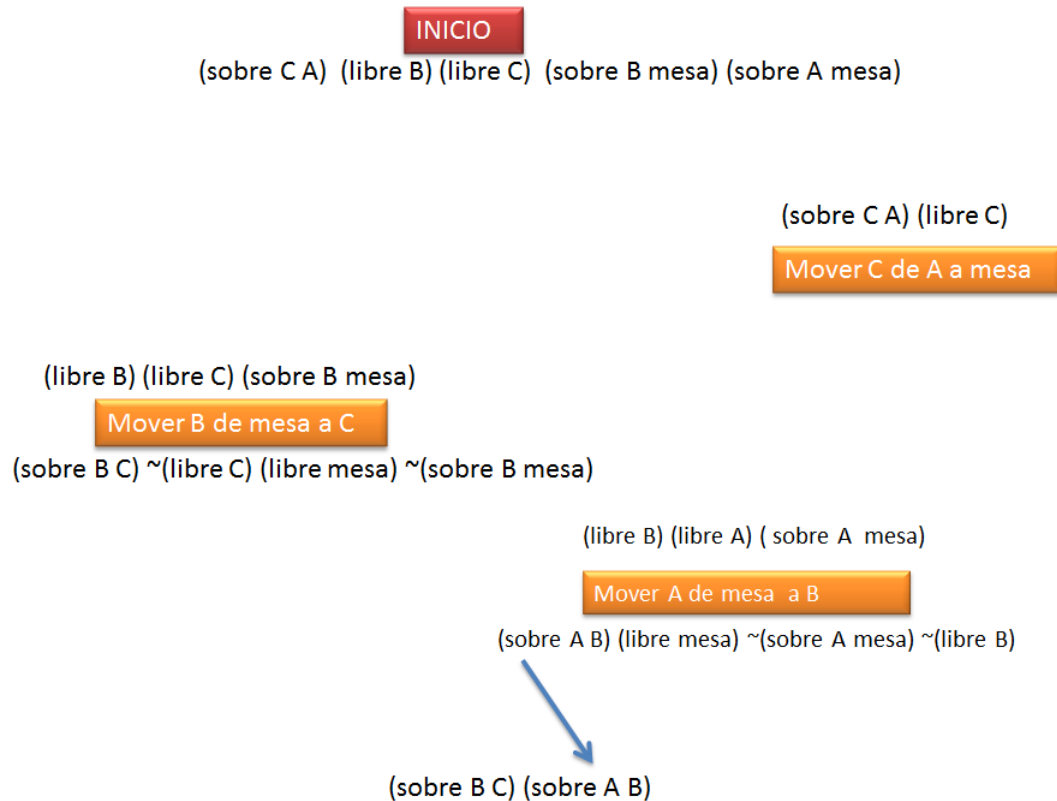 INICIO
(sobre C A) (libre B) (libre C) (sobre B mesa) (sobre A mesa)
(sobre C A) (libre C)
Mover C de A a mesa
(libre B) (libre C) (sobre B mesa)
Mover B de mesa a C
(sobre B C) ~(libre C) (libre mesa) ~(sobre B mesa)
(libre B) (libre A) ( sobre A mesa)
Mover A de mesa a B
(sobre A B) (libre mesa) ~(sobre A mesa) ~(libre B)
(sobre B C) (sobre A B)